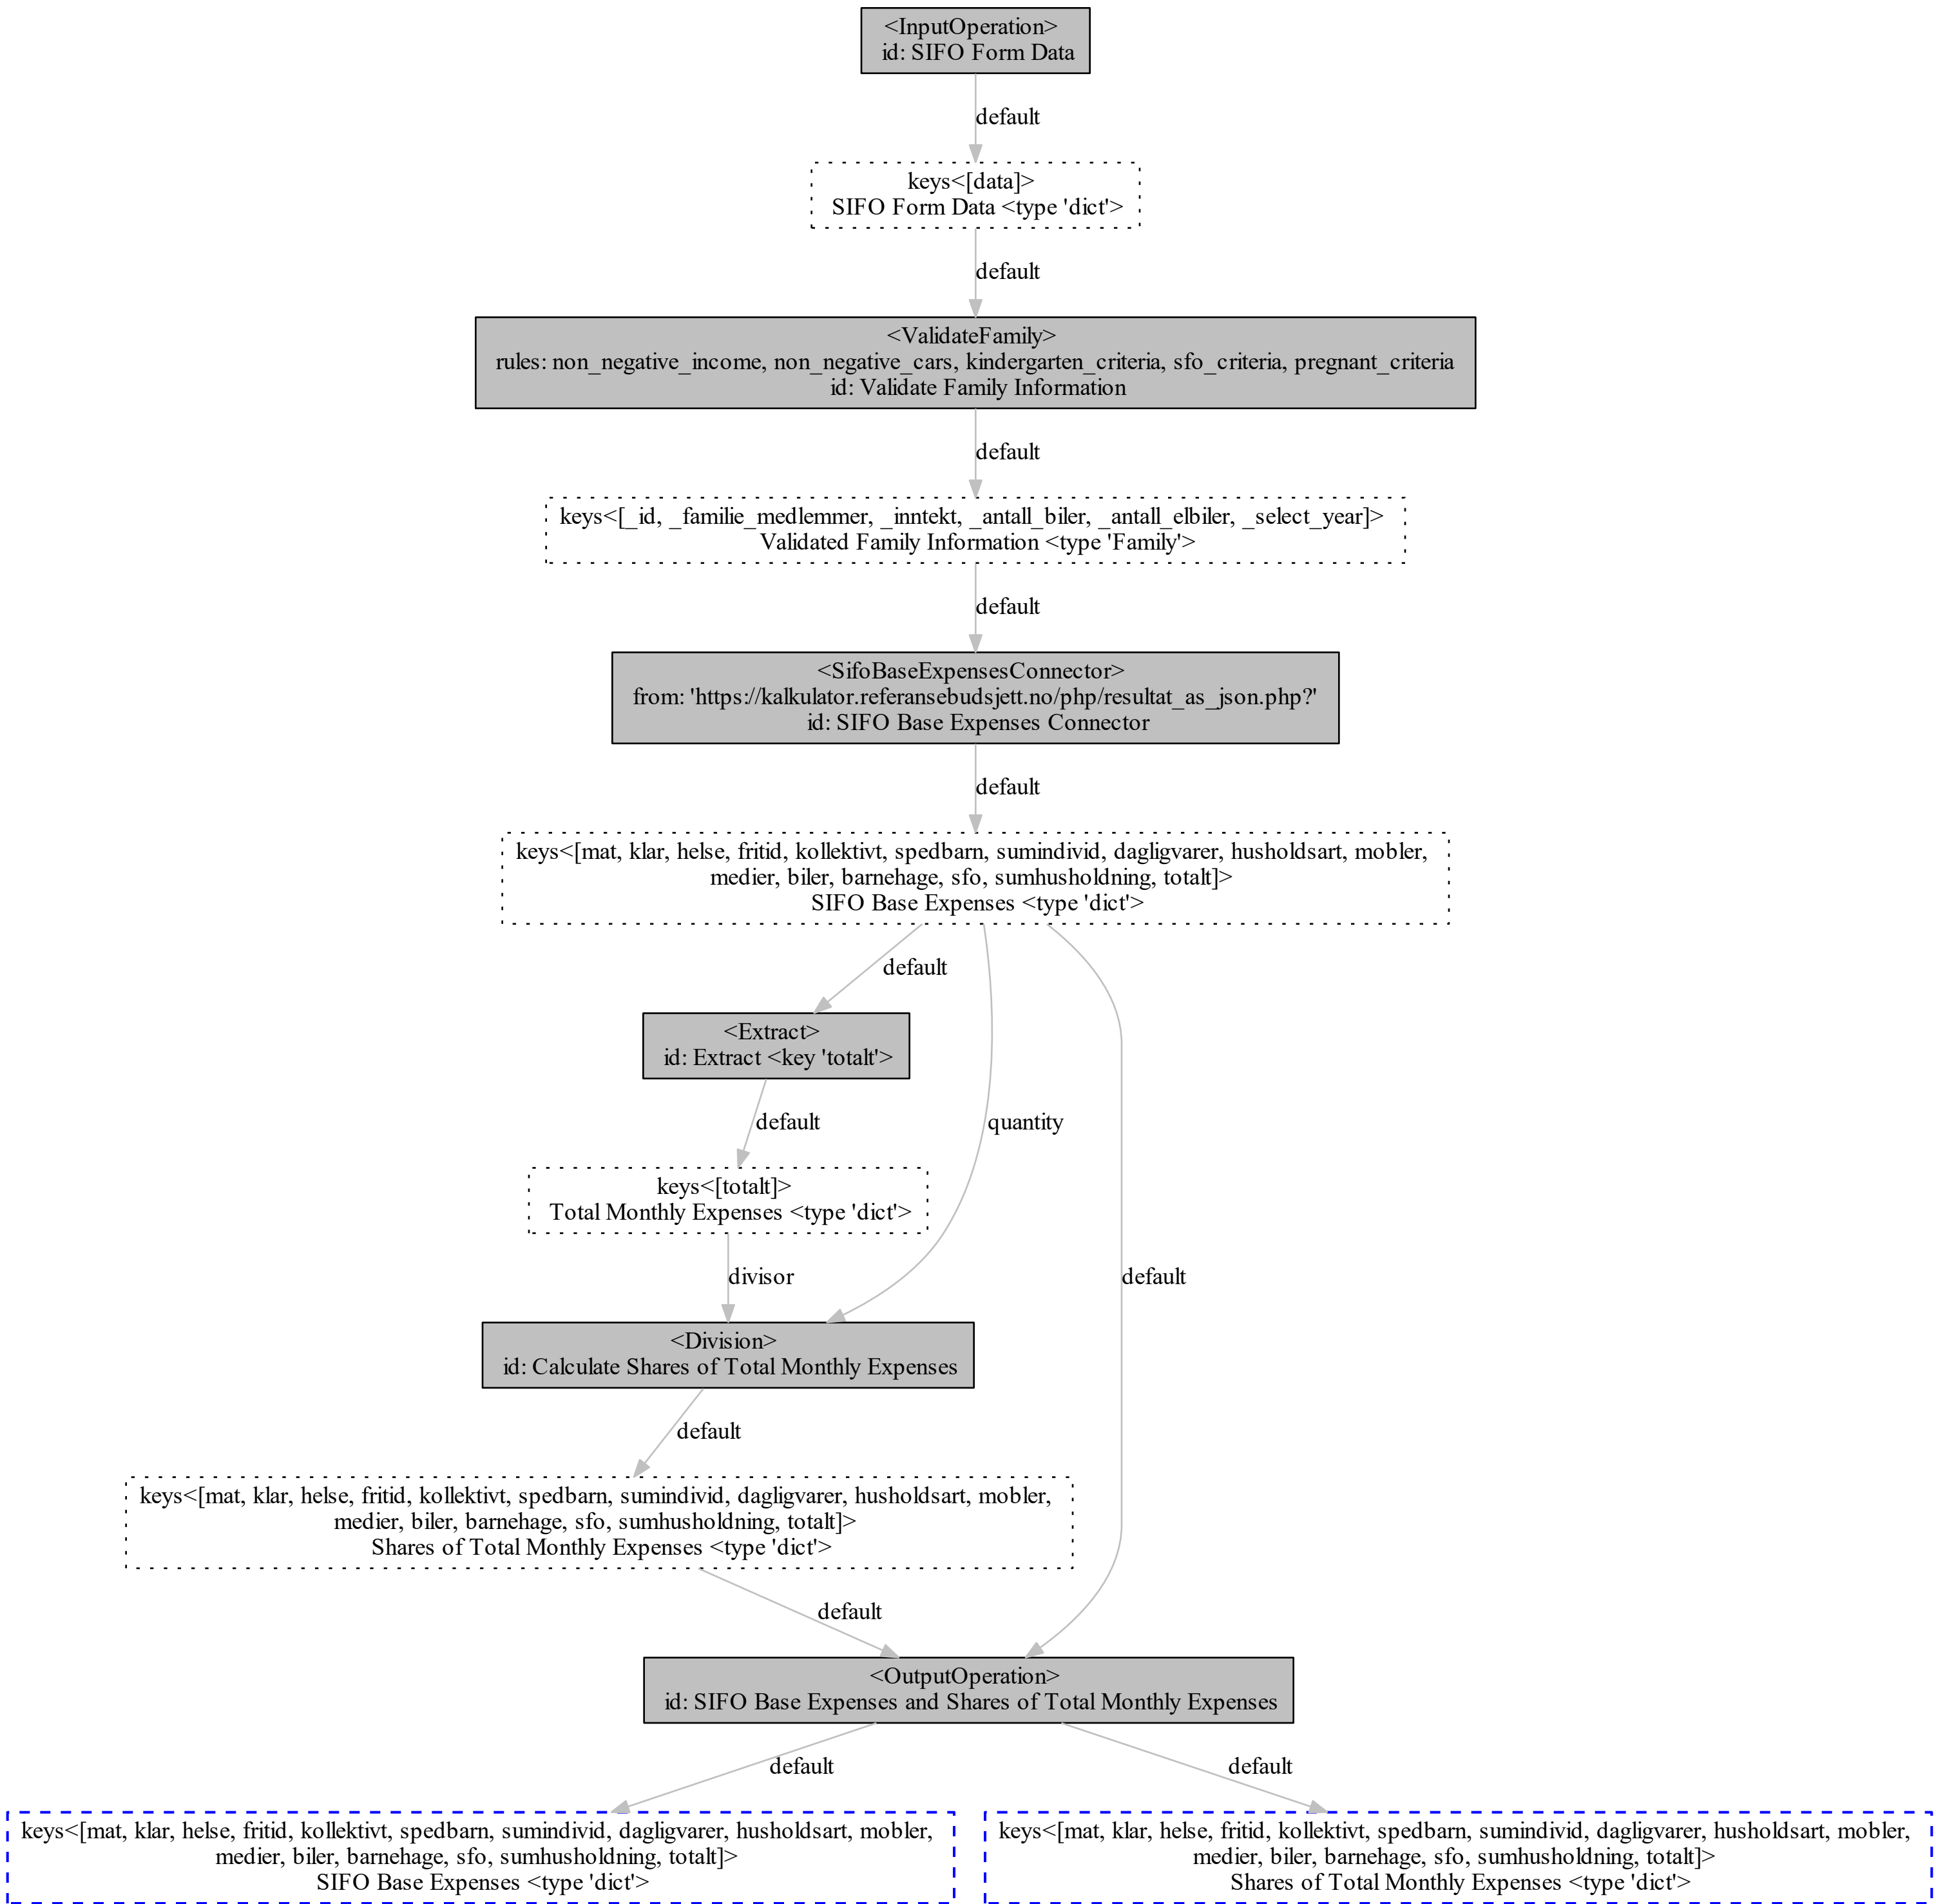 <InputOperation>
id: SIFO Form Data
default
keys<[data]>
SIFO Form Data <type 'dict'>
default
<ValidateFamily>
rules: non_negative_income, non_negative_cars, kindergarten_criteria, sfo_criteria, pregnant_criteria
id: Validate Family Information
default
keys<[_id, _familie_medlemmer, _inntekt, _antall_biler, _antall_elbiler, _select_year]>
Validated Family Information <type 'Family'>
default
<SifoBaseExpensesConnector>
from: 'https://kalkulator.referansebudsjett.no/php/resultat_as_json.php?'
id: SIFO Base Expenses Connector
default
keys<[mat, klar, helse, fritid, kollektivt, spedbarn, sumindivid, dagligvarer, husholdsart, mobler,
medier, biler, barnehage, sfo, sumhusholdning, totalt]>
SIFO Base Expenses <type 'dict'>
default
<Extract>
id: Extract <key 'totalt'>
default
quantity
keys<[totalt]>
Total Monthly Expenses <type 'dict'>
divisor
default
<Division>
id: Calculate Shares of Total Monthly Expenses
default
keys<[mat, klar, helse, fritid, kollektivt, spedbarn, sumindivid, dagligvarer, husholdsart, mobler,
medier, biler, barnehage, sfo, sumhusholdning, totalt]>
Shares of Total Monthly Expenses <type 'dict'>
default
<OutputOperation>
id: SIFO Base Expenses and Shares of Total Monthly Expenses
default
default
keys<[mat, klar, helse, fritid, kollektivt, spedbarn, sumindivid, dagligvarer, husholdsart, mobler,
medier, biler, barnehage, sfo, sumhusholdning, totalt]>
SIFO Base Expenses <type 'dict'>
keys<[mat, klar, helse, fritid, kollektivt, spedbarn, sumindivid, dagligvarer, husholdsart, mobler,
medier, biler, barnehage, sfo, sumhusholdning, totalt]>
Shares of Total Monthly Expenses <type 'dict'>